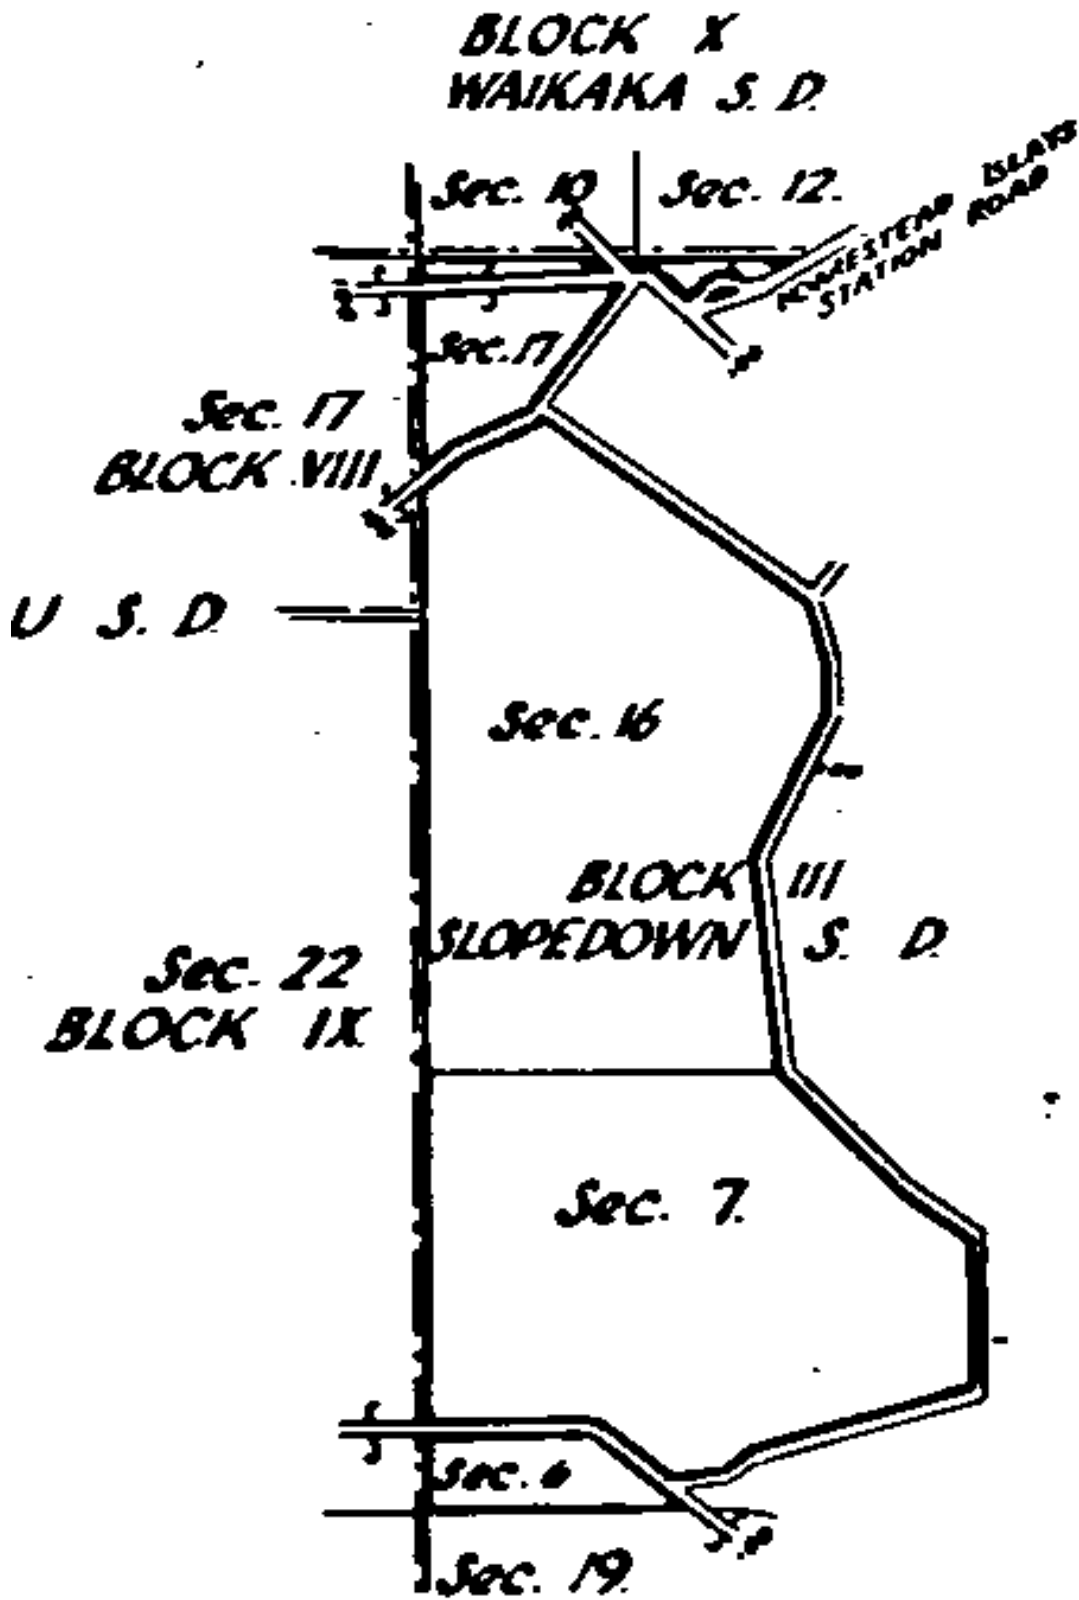 BLOCK X
WAIKAKA S. D.
Sec. 10
Sec. 12.
ISLAYS
ROAD
HOMESTEAD
STATION
Sec. 17
Sec. 17
BLOCK VIII
U S. D.
Sec. 16
BLOCK III
SLOPEDOWN S. D.
Sec. 22
BLOCK IX
Sec. 7.
Sec. 6
Sec. 19.